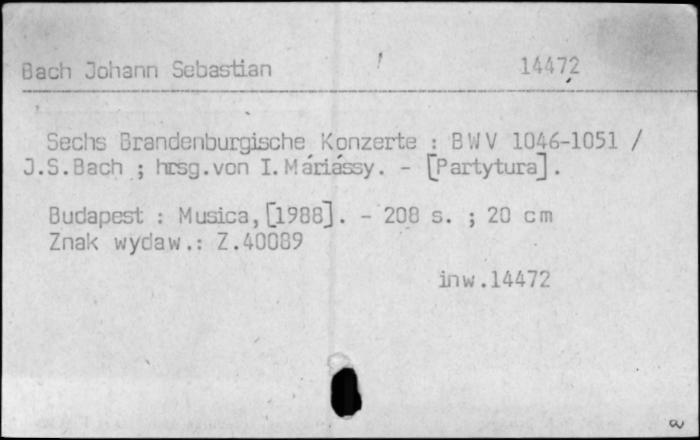 Bach Johann Sebastian 14472
Sechs Brandenburgische Konzerte : BWV 1046-1051 /
J.S.Bach ; hrsg.von I.Máriássy. - [Partytura].
Budapest : Musica,[1988]. - 208 s. ; 20 cm
Znak wydaw.: Z.40089
inw.14472